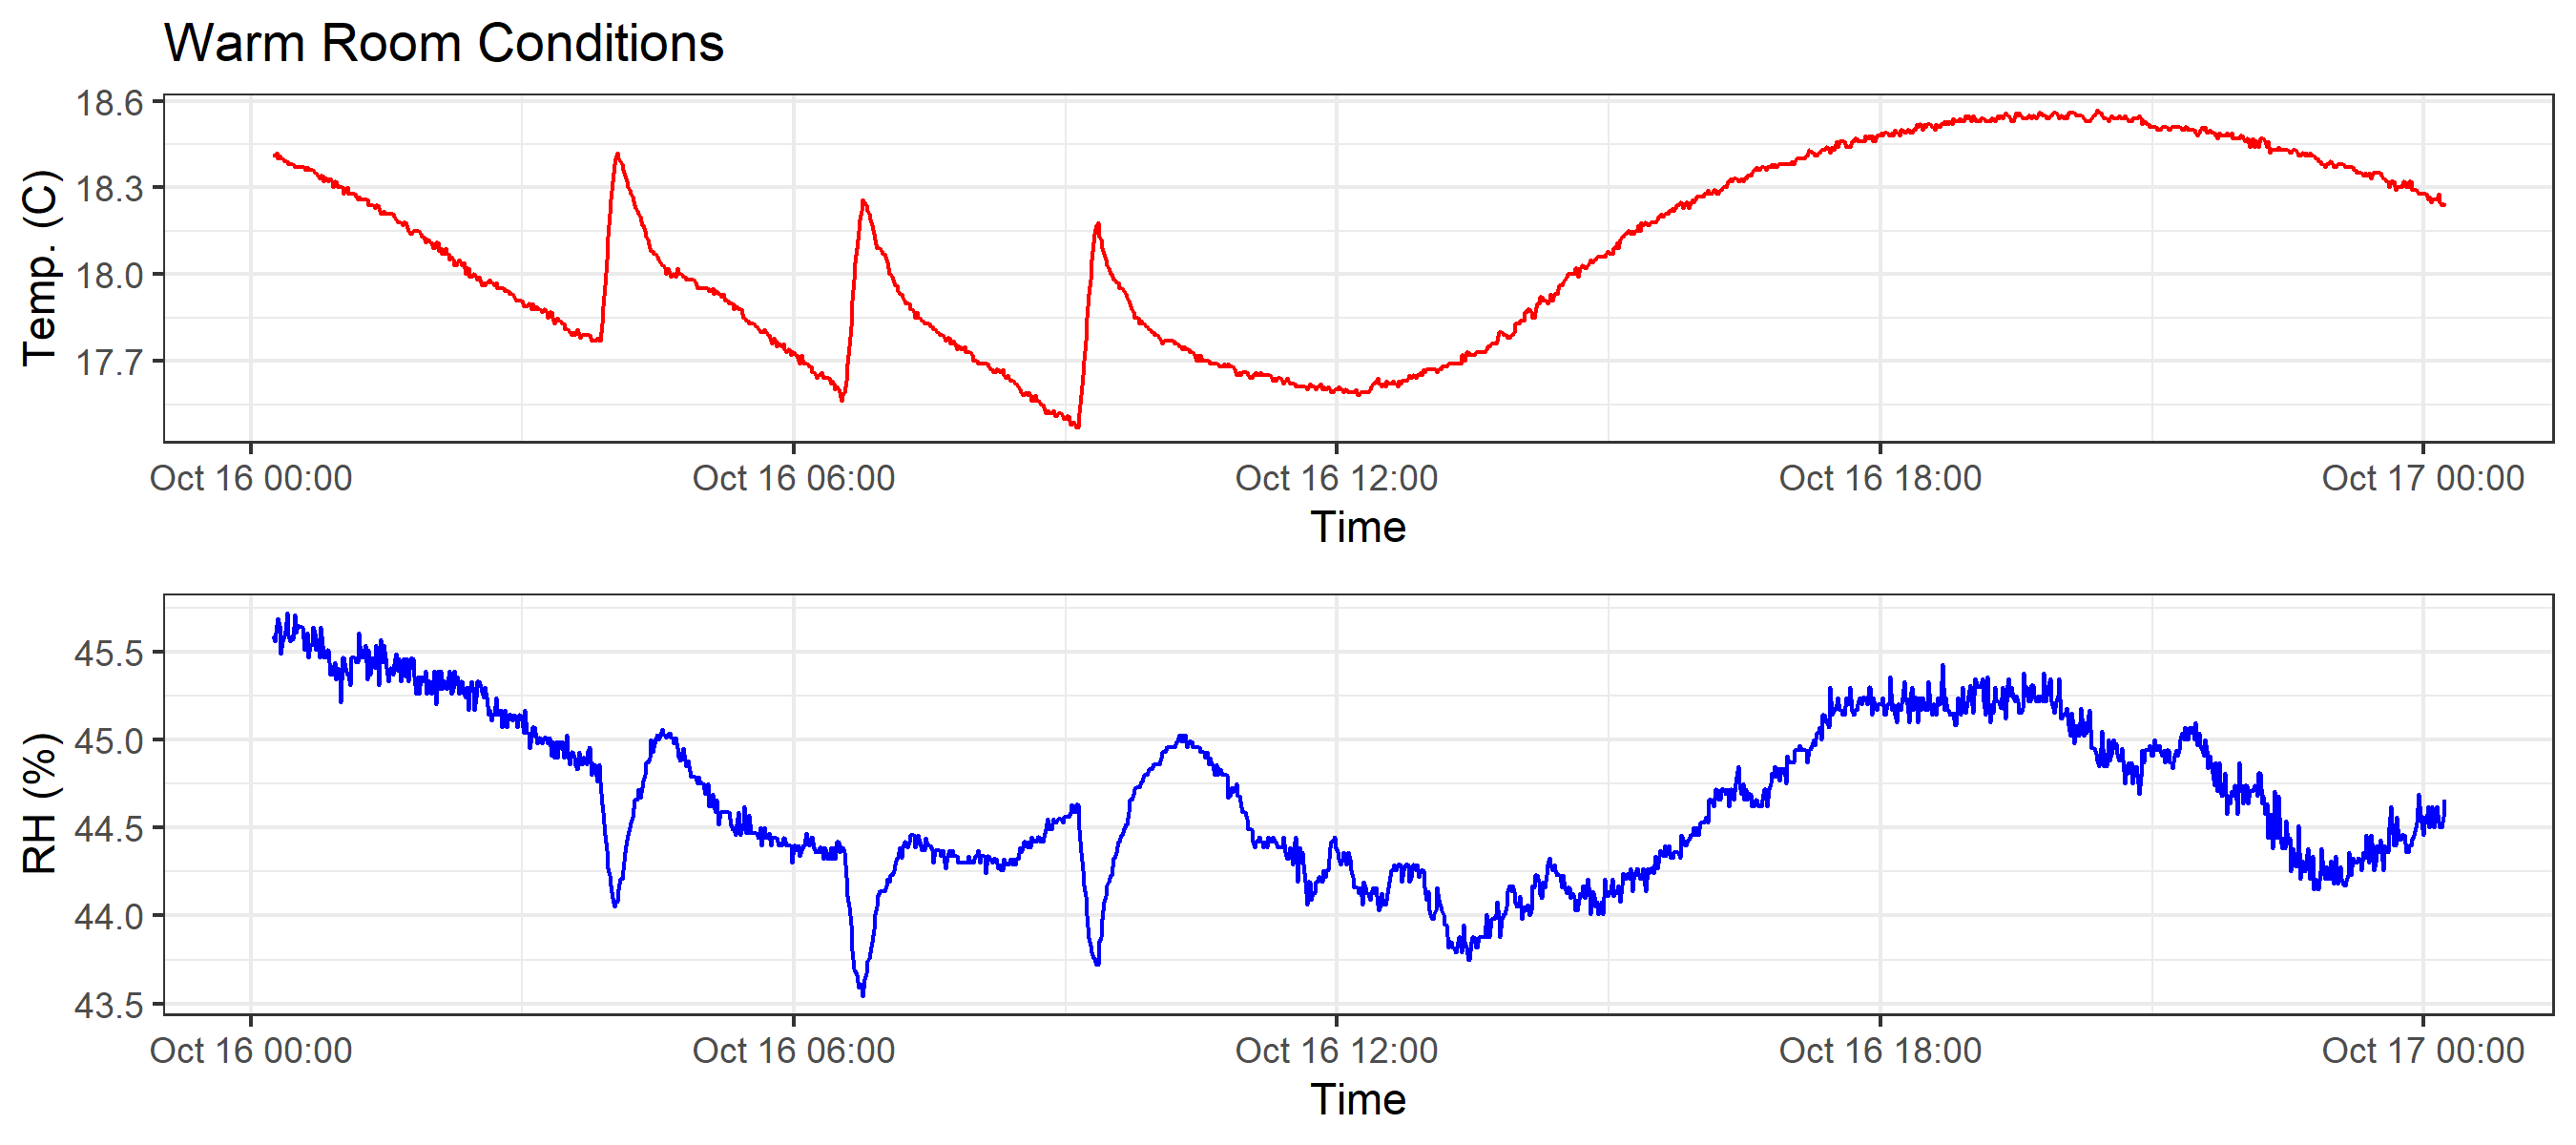 Warm Room Conditions
18.6
18.3
18.0
17.7
Temp. (C)
Oct 16 00:00 Oct 16 06:00 Oct 16 12:00 Oct 16 18:00 Oct 17 00:00
Time
45.5
45.0
44.5
44.0
43.5
RH (%)
Oct 16 00:00 Oct 16 06:00 Oct 16 12:00 Oct 16 18:00 Oct 17 00:00
Time